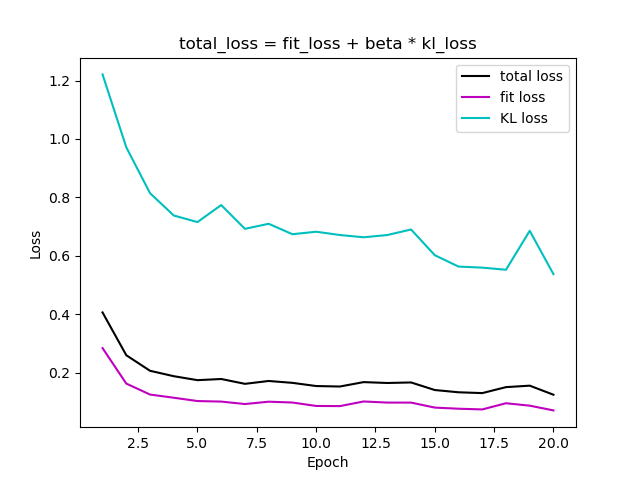 total_loss = fit_loss + beta * kl_loss
total loss
fit loss
KL loss
Loss
1.2
1.0
0.8
0.6
0.4
0.2
2.5 5.0 7.5 10.0 12.5 15.0 17.5 20.0
Epoch